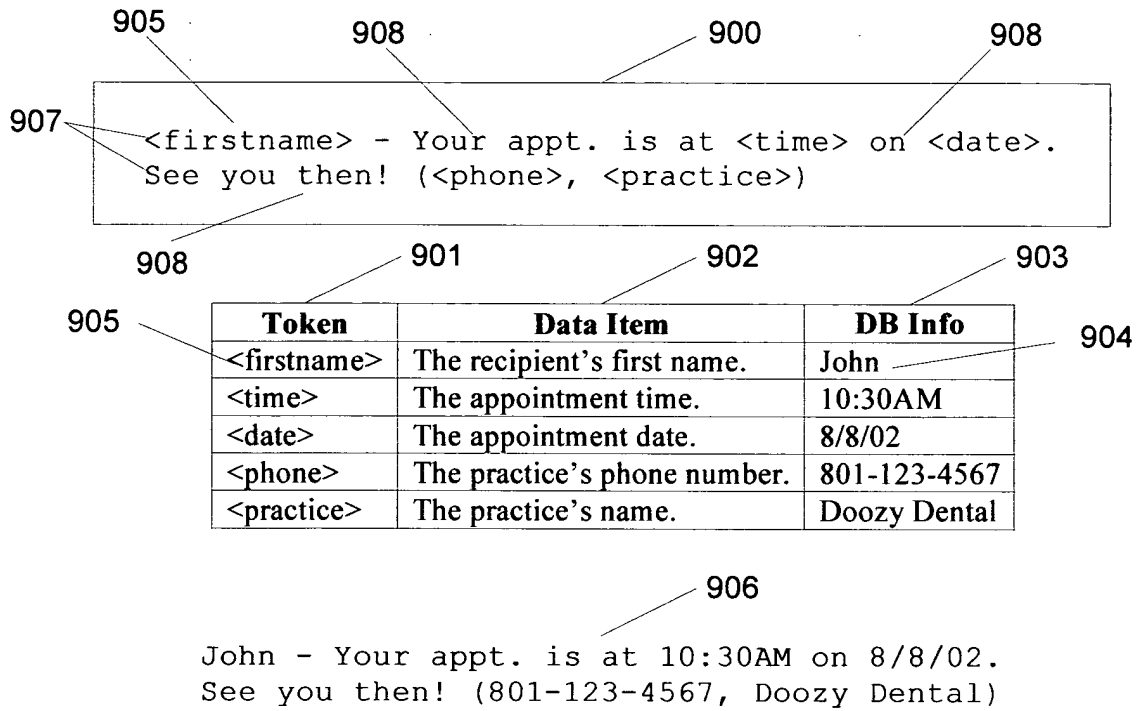 905 908 900 908
907
<firstname> - Your appt. is at <time> on <date>.
See you then! (<phone>, <practice>)
908 901 902 903
905 904
Token Data Item DB Info
<firstname> The recipient's first name. John
<time> The appointment time. 10:30AM
<date> The appointment date. 8/8/02
<phone> The practice's phone number. 801-123-4567
<practice> The practice's name. Doozy Dental
906
John - Your appt. is at 10:30AM on 8/8/02.
See you then! (801-123-4567, Doozy Dental)